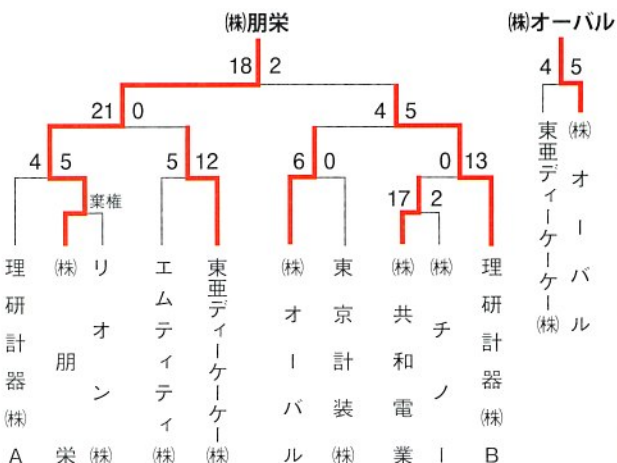 ㈱朋栄
㈱オーバル
18 2
4 5
21 0
4 5
4 5
5 12
6 0
0 13
棄権
17 2
理研計器㈱A
㈱朋栄
リオン㈱
エムティティ㈱
東亜ディーケーケー㈱
㈱オーバル
東京計装㈱
㈱共和電業
㈱チノー
理研計器㈱B
東亜ディーケーケー㈱
㈱オーバル